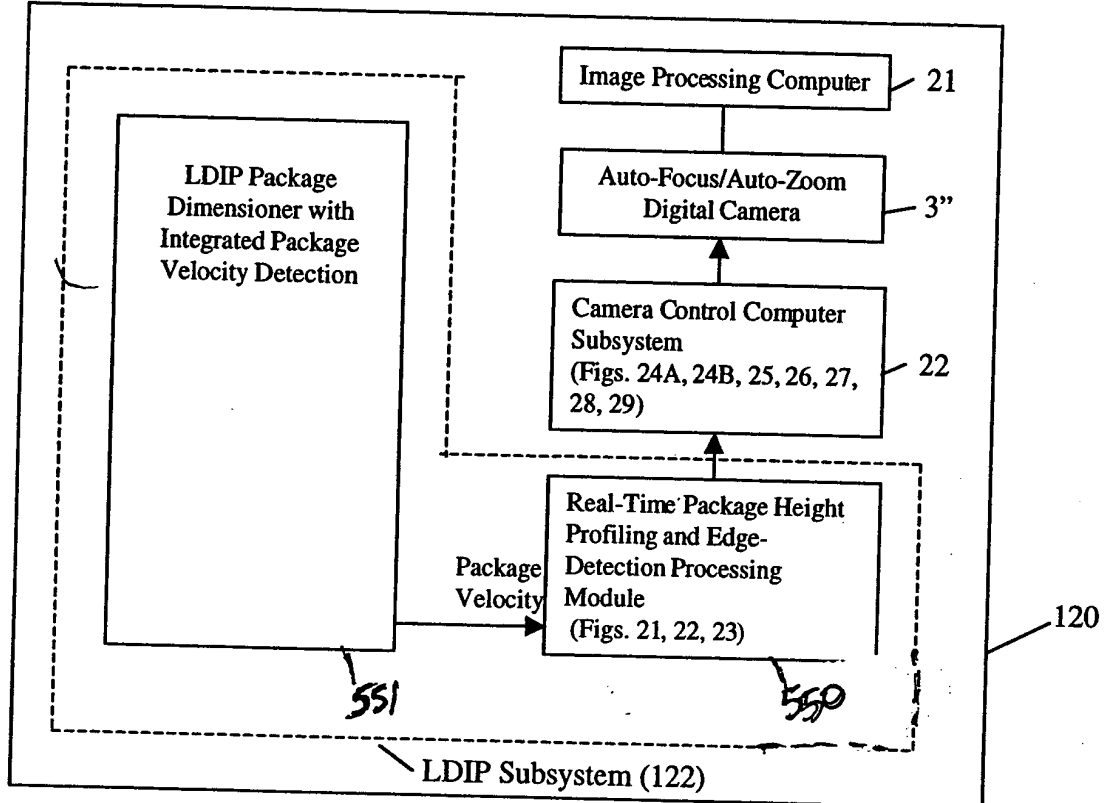 Image Processing Computer
21
LDIP Package
Dimensioner with
Integrated Package
Velocity Detection
Auto-Focus/Auto-Zoom
Digital Camera
3”
Camera Control Computer
Subsystem
(Figs. 24A, 24B, 25, 26, 27,
28, 29)
22
Real-Time Package Height
Profiling and Edge-
Detection Processing
Module
(Figs. 21, 22, 23)
Package
Velocity
120
551
550
LDIP Subsystem (122)